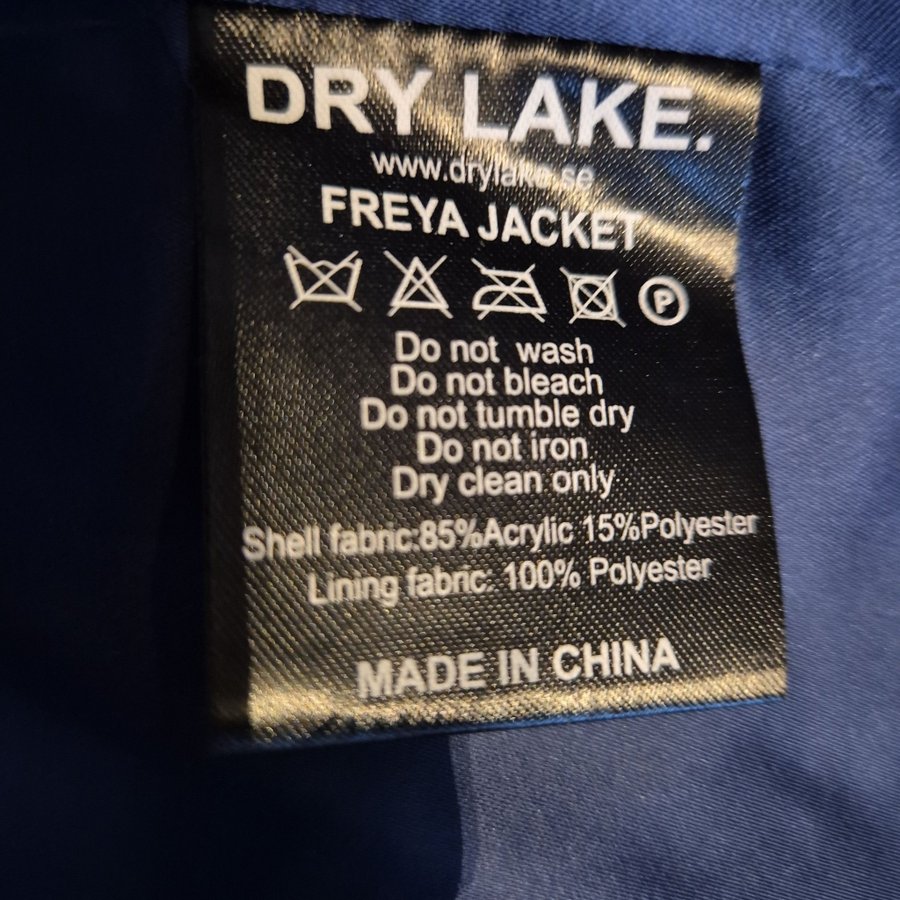 DRY LAKE.
www.drylake.se
FREYA JACKET
P
Do not wash
Do not bleach
Do not tumble dry
Do not iron
Dry clean only
Shell fabric:85%Acrylic 15%Polyester
Lining fabric: 100% Polyester
MADE IN CHINA